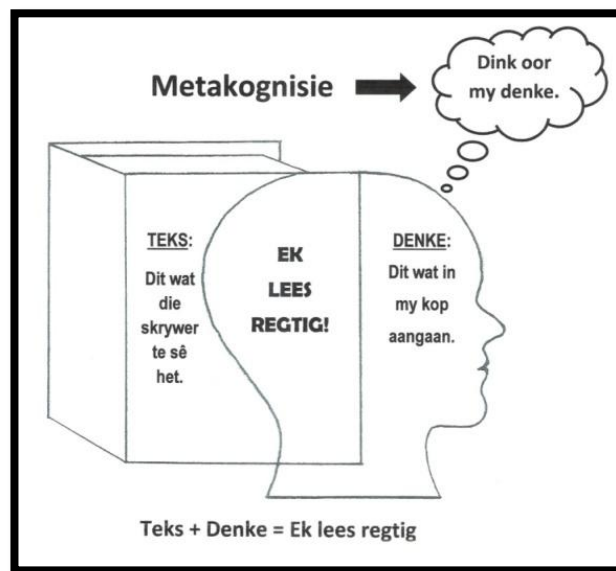 Metakognisie
Dink oor
my denke.
TEKS:
Dit wat
die
skrywer
te sê
het.
EK
LEES
REGTIG!
DENKE:
Dit wat in
my kop
aangaan.
Teks + Denke = Ek lees regtig